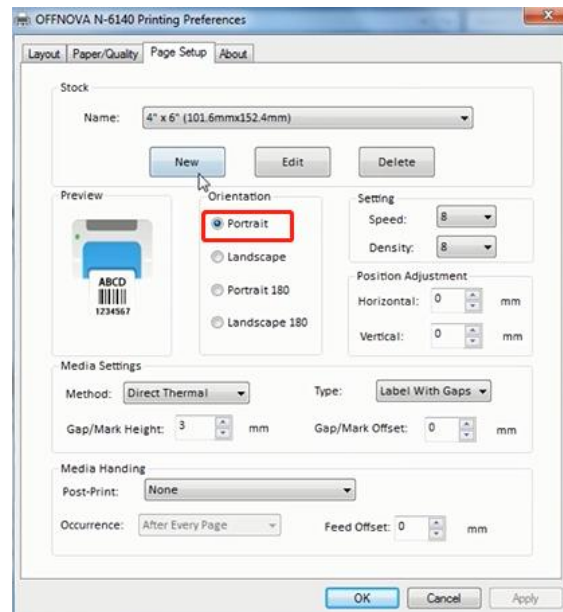 OFFNOVA N-6140 Printing Preferences
Layout Paper/Quality Page Setup About
Stock
Name: 4" x 6" (101.6mmx152.4mm)
New Edit Delete
Preview
ABCD
1234567
Orientation
Portrait
Landscape
Portrait 180
Landscape 180
Setting
Speed: 8
Density: 8
Position Adjustment
Horizontal: 0 mm
Vertical: 0 mm
Media Settings
Method: Direct Thermal Type: Label With Gaps
Gap/Mark Height: 3 mm Gap/Mark Offset: 0 mm
Media Handing
Post-Print: None
Occurrence: After Every Page Feed Offset: 0 mm
OK Cancel Apply